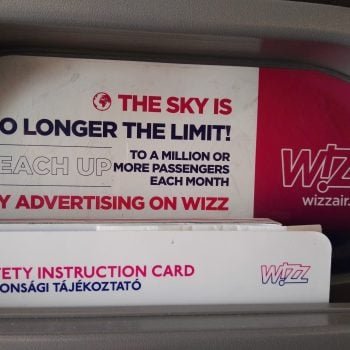 THE SKY IS
O LONGER THE LIMIT!
EACH UP
TO A MILLION OR
MORE PASSENGERS
EACH MONTH
Y ADVERTISING ON WIZZ
WIZZ
wizzair.
ETY INSTRUCTION CARD
ONSÁGI TÁJÉKOZTATÓ
WIZZ